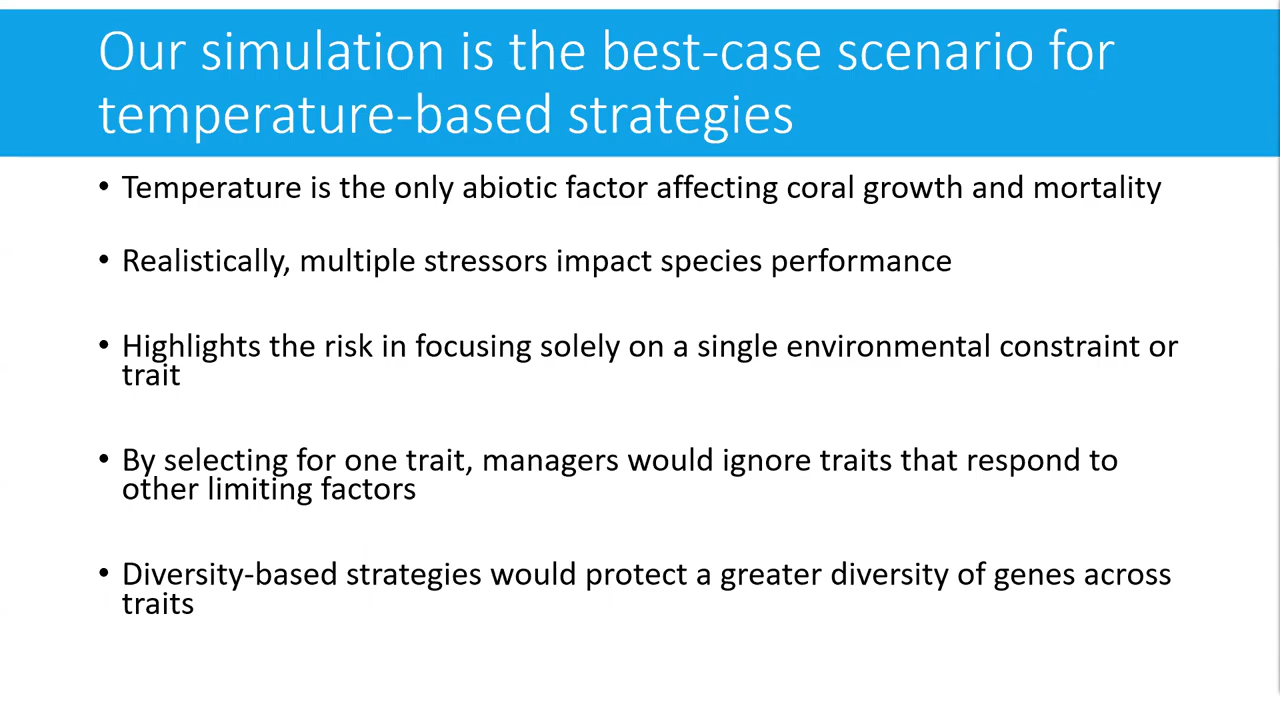 Our simulation is the best-case scenario for
temperature-based strategies
• Temperature is the only abiotic factor affecting coral growth and mortality
• Realistically, multiple stressors impact species performance
• Highlights the risk in focusing solely on a single environmental constraint or
trait
• By selecting for one trait, managers would ignore traits that respond to
other limiting factors
• Diversity-based strategies would protect a greater diversity of genes across
traits